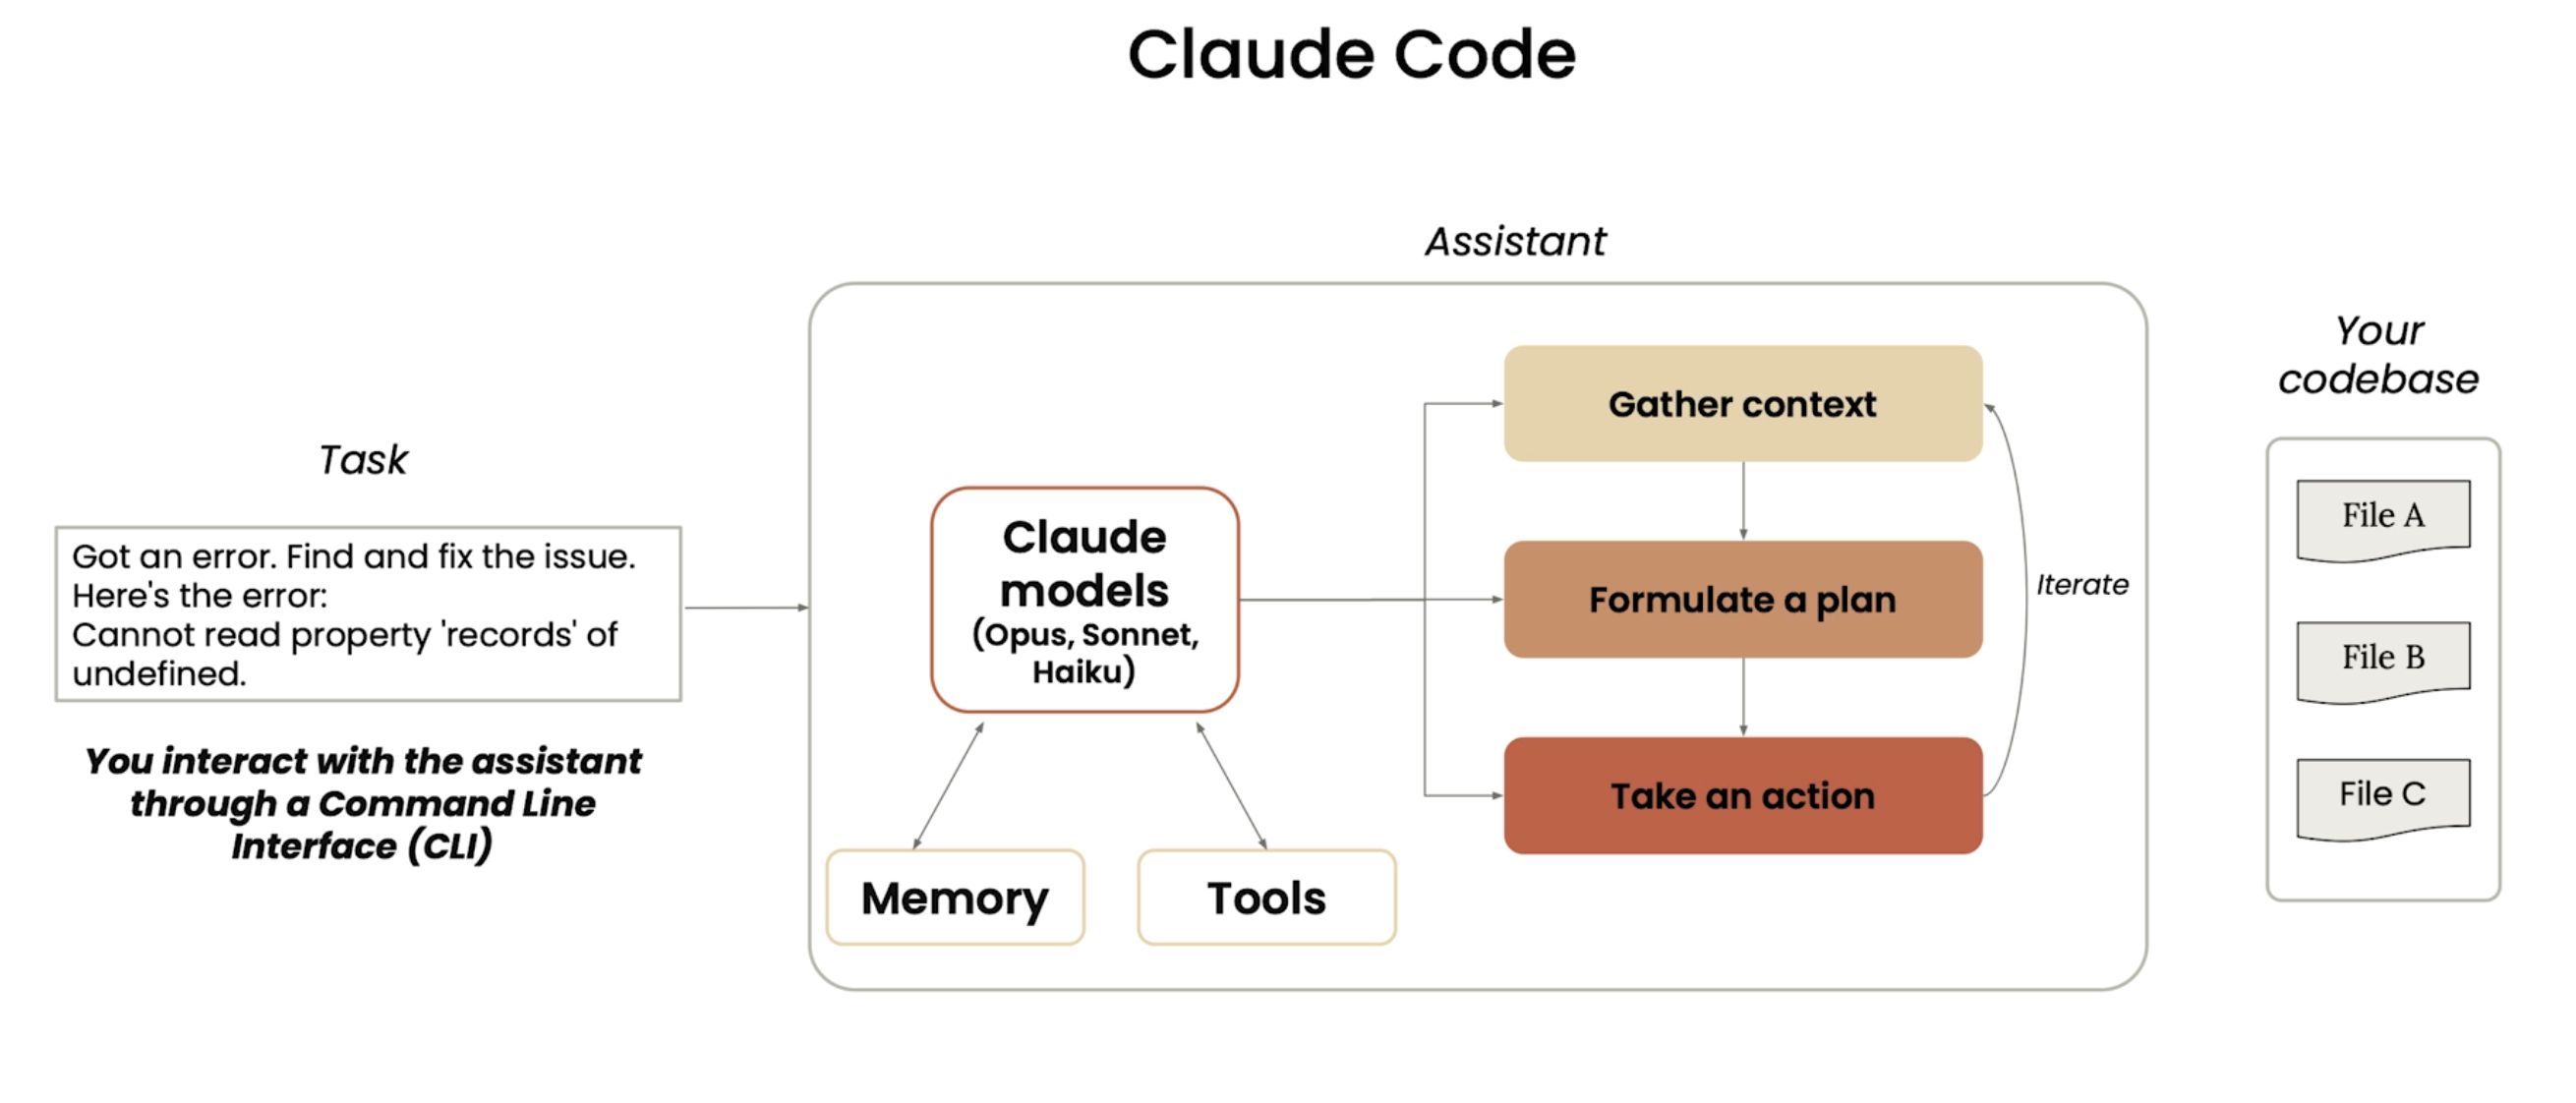 Claude Code
Assistant
Your
codebase
Task
Got an error. Find and fix the issue.
Here's the error:
Cannot read property 'records' of
undefined.
You interact with the assistant
through a Command Line
Interface (CLI)
Claude
models
(Opus, Sonnet,
Haiku)
Memory
Tools
Gather context
Formulate a plan
Take an action
Iterate
File A
File B
File C